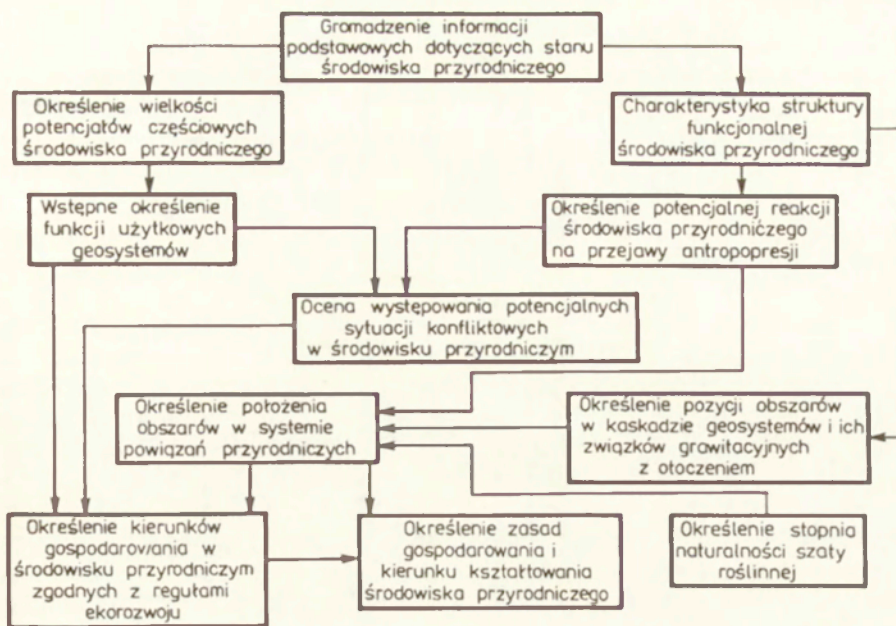 Gromadzenie informacji
podstawowych dotyczących stanu
środowiska przyrodniczego
Określenie wielkości
potencjałów częściowych
środowiska przyrodniczego
Charakterystyka struktury
funkcjonalnej
środowiska przyrodniczego
Wstępne określenie
funkcji użytkowych
geosystemów
Określenie potencjalnej reakcji
środowiska przyrodniczego
na przejawy antropopresji
Ocena występowania potencjalnych
sytuacji konfliktowych
w środowisku przyrodniczym
Określenie położenia
obszarów w systemie
powiązań przyrodniczych
Określenie pozycji obszarów
w kaskadzie geosystemów i ich
związków grawitacyjnych
z otoczeniem
Określenie kierunków
gospodarowania w
środowisku przyrodniczym
zgodnych z regułami
ekorozwoju
Określenie zasad
gospodarowania i
kierunku kształtowania
środowiska przyrodniczego
Określenie stopnia
naturalności szaty
roślinnej